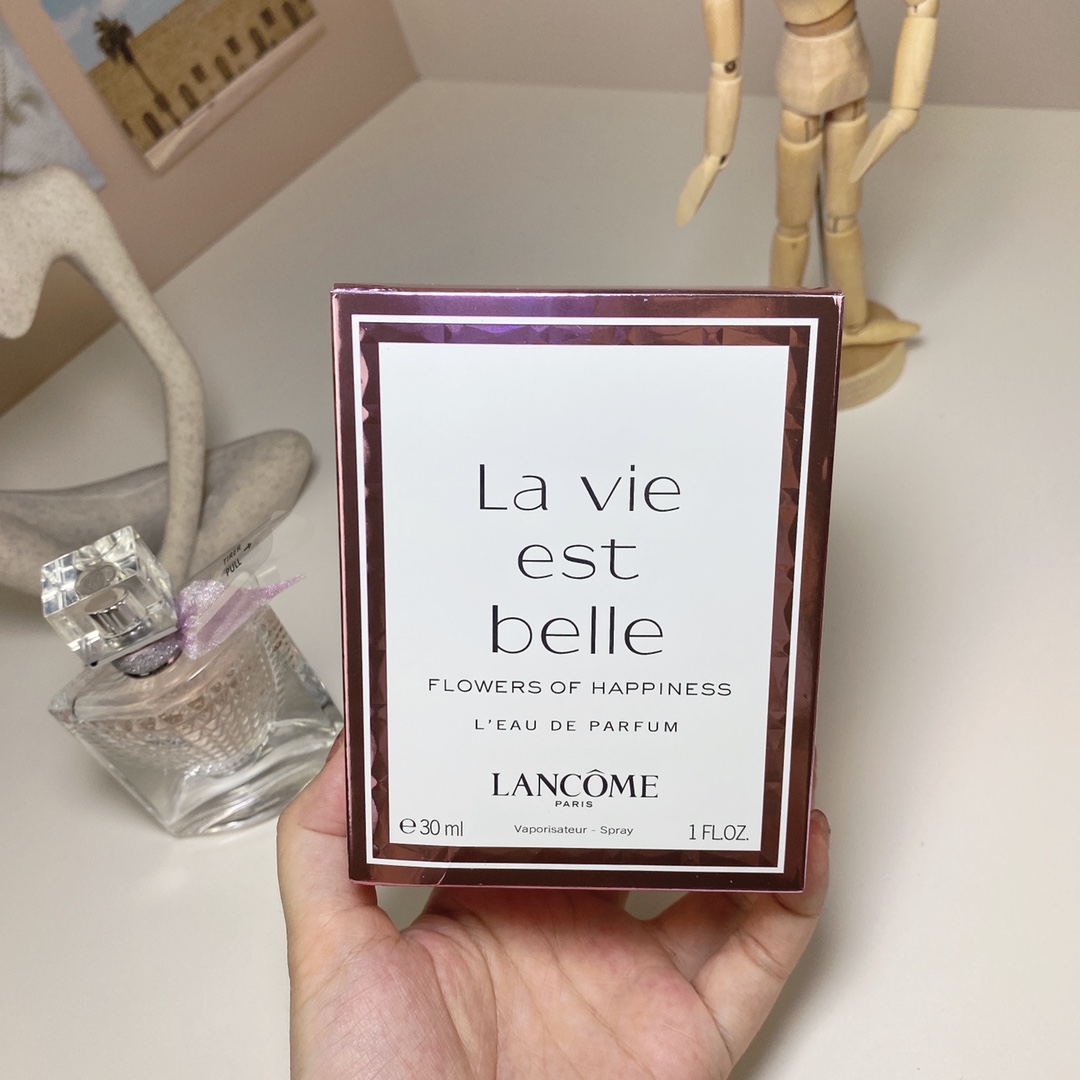 La vie
est
belle
FLOWERS OF HAPPINESS
L'EAU DE PARFUM
LANCÔME
PARIS
℮ 30 ml Vaporisateur - Spray 1 FL.OZ.
TIRER
PULL